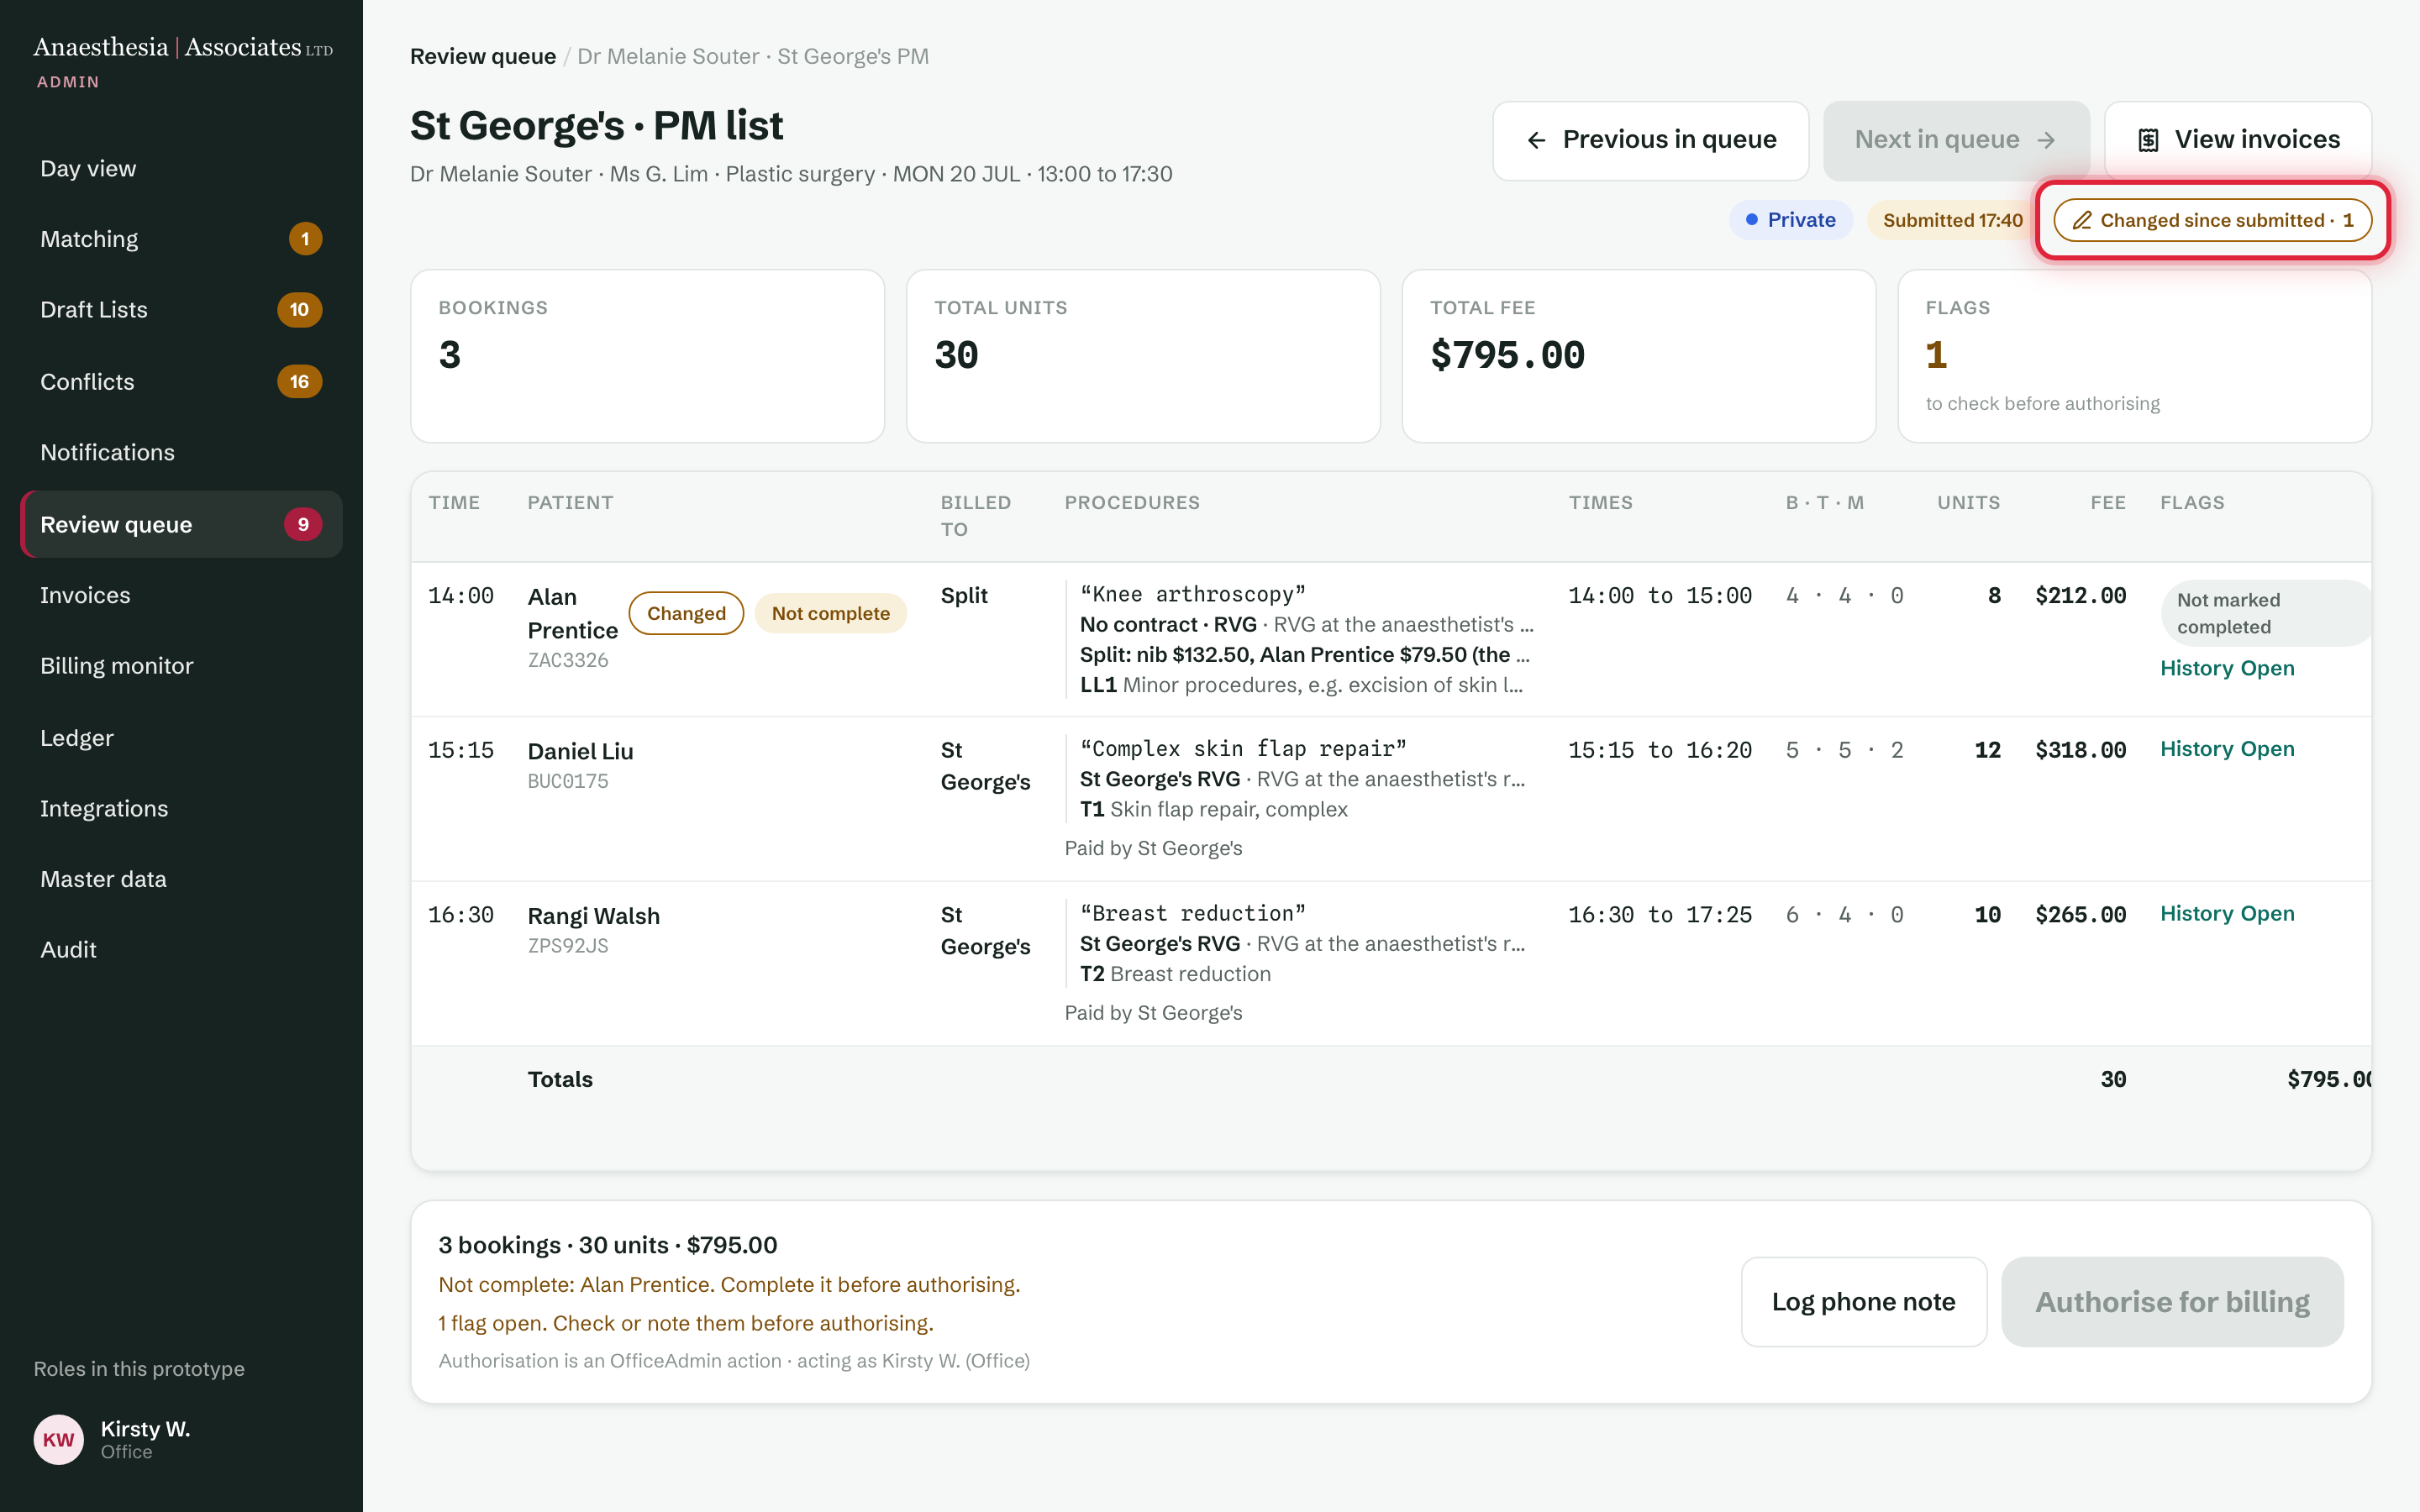 Anaesthesia | Associates LTD
ADMIN
Day view
Matching 1
Draft Lists 10
Conflicts 16
Notifications
Review queue 9
Invoices
Billing monitor
Ledger
Integrations
Master data
Audit
Roles in this prototype
KW Kirsty W.
Office
Review queue / Dr Melanie Souter · St George's PM
St George's · PM list
Dr Melanie Souter · Ms G. Lim · Plastic surgery · MON 20 JUL · 13:00 to 17:30
← Previous in queue Next in queue → View invoices
Private Submitted 17:40 Changed since submitted · 1
BOOKINGS
3
TOTAL UNITS
30
TOTAL FEE
$795.00
FLAGS
1
to check before authorising
TIME PATIENT BILLED TO PROCEDURES TIMES B · T · M UNITS FEE FLAGS
14:00
Alan Prentice
ZAC3326
Changed Not complete
Split
“Knee arthroscopy”
No contract · RVG · RVG at the anaesthetist's ...
Split: nib $132.50, Alan Prentice $79.50 (the ...
LL1 Minor procedures, e.g. excision of skin l...
14:00 to 15:00 4 · 4 · 0 8 $212.00
Not marked completed
History Open
15:15
Daniel Liu
BUC0175
St George's
“Complex skin flap repair”
St George's RVG · RVG at the anaesthetist's r...
T1 Skin flap repair, complex
Paid by St George's
15:15 to 16:20 5 · 5 · 2 12 $318.00 History Open
16:30
Rangi Walsh
ZPS92JS
St George's
“Breast reduction”
St George's RVG · RVG at the anaesthetist's r...
T2 Breast reduction
Paid by St George's
16:30 to 17:25 6 · 4 · 0 10 $265.00 History Open
Totals 30 $795.00
3 bookings · 30 units · $795.00
Not complete: Alan Prentice. Complete it before authorising.
1 flag open. Check or note them before authorising.
Authorisation is an OfficeAdmin action · acting as Kirsty W. (Office)
Log phone note Authorise for billing